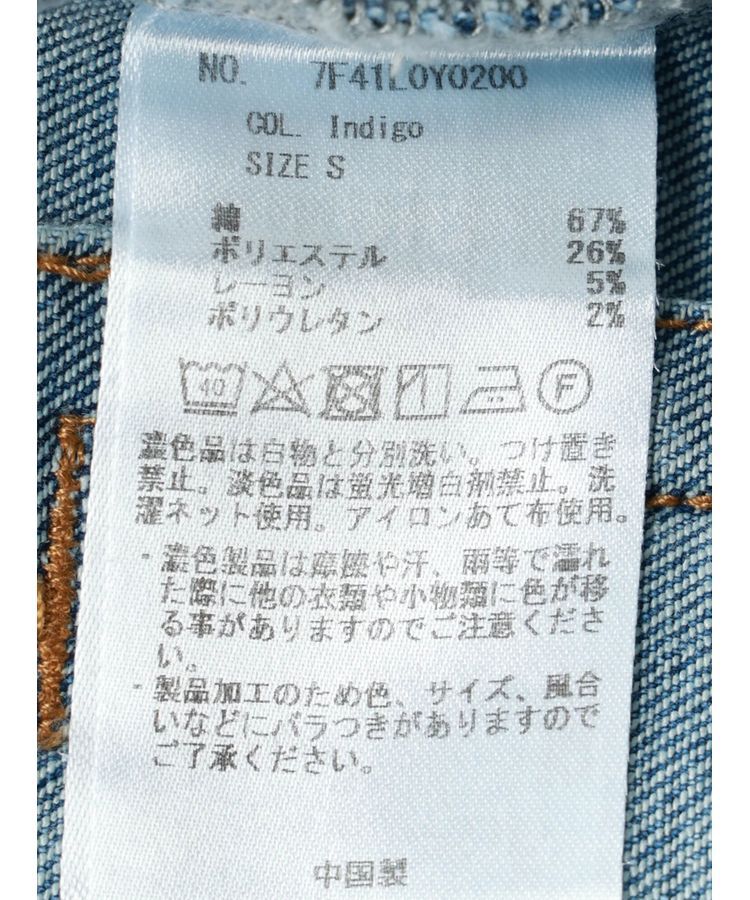 NO. 7F41L0Y0200
COL. Indigo
SIZE S
綿 67%
ポリエステル 26%
レーヨン 5%
ポリウレタン 2%
40 F
濃色品は白物と分別洗い。つけ置き
禁止。淡色品は蛍光増白剤禁止。洗
濯ネット使用。アイロンあて布使用。
・濃色製品は摩擦や汗、雨等で濡れ
た際に他の衣類や小物類に色が移
る事がありますのでご注意くださ
い。
・製品加工のため色、サイズ、風合
いなどにバラつきがありますので
ご了承ください。
中国製